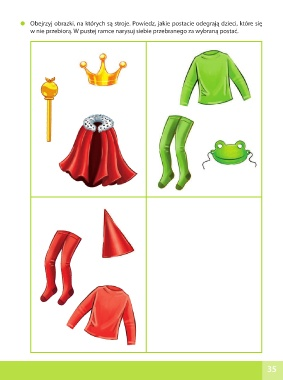 Obejrzyj obrazki, na których są stroje. Powiedz, jakie postacie odegrają dzieci, które się
w nie przebiorą. W pustej ramce narysuj siebie przebranego za wybraną postać.
35